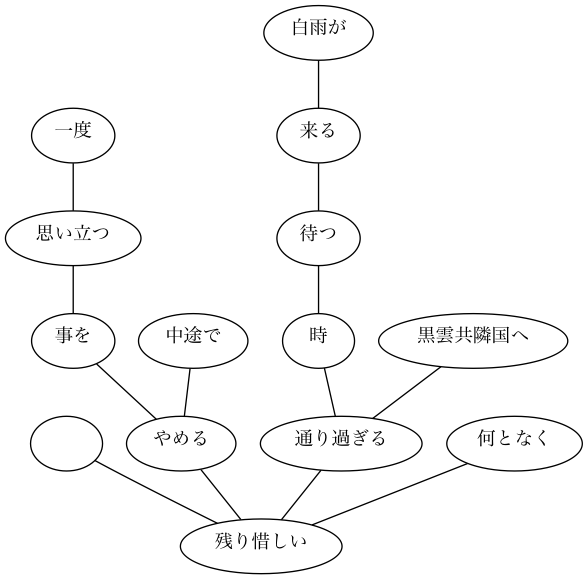 白雨が
一度
来る
思い立つ
待つ
事を
中途で
時
黒雲共隣国へ
やめる
通り過ぎる
何となく
残り惜しい